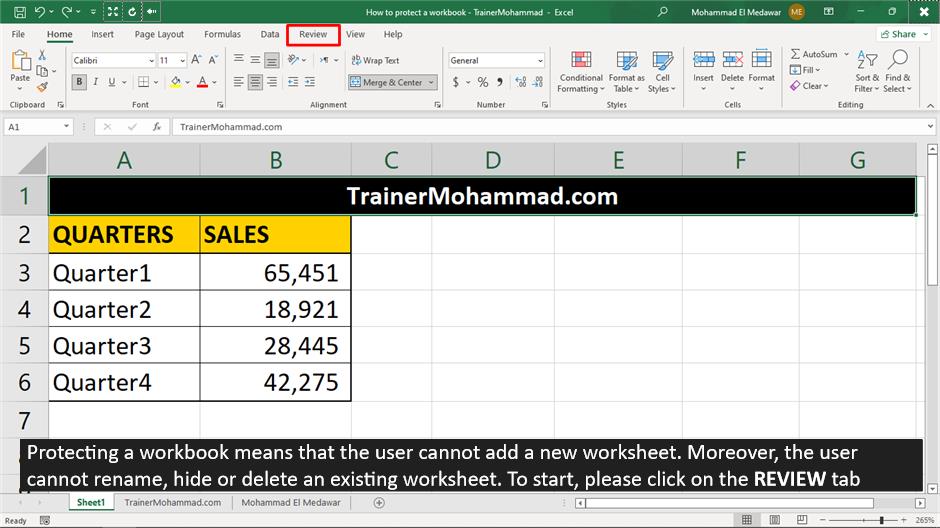 How to protect a workbook - TrainerMohammad - Excel
Mohammad El Medawar ME
File Home Insert Page Layout Formulas Data Review View Help Share
Calibri 11 A^ A˅ Wrap Text General AutoSum
Paste B I U A Merge & Center $ % , Conditional Formatting Format as Table Cell Styles Insert Delete Format Fill Clear Sort & Filter Find & Select
Clipboard Font Alignment Number Styles Cells Editing
A1 fx TrainerMohammad.com
A B C D E F G
1 TrainerMohammad.com
2 QUARTERS SALES
3 Quarter1 65,451
4 Quarter2 18,921
5 Quarter3 28,445
6 Quarter4 42,275
7
Protecting a workbook means that the user cannot add a new worksheet. Moreover, the user
cannot rename, hide or delete an existing worksheet. To start, please click on the REVIEW tab
Sheet1 TrainerMohammad.com Mohammad El Medawar
Ready 265%